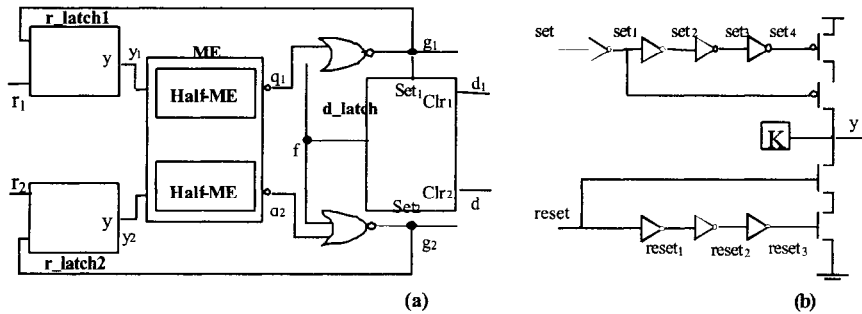 r_latch1
y
y1
r1
ME
Half-ME
q1
g1
d_latch
Set1
Clr1
d1
f
Half-ME
r2
y
y2
r_latch2
Clr2
Set2
d
q2
g2
(a)
set
set1
set2
set3
set4
K
y
reset
reset1
reset2
reset3
(b)